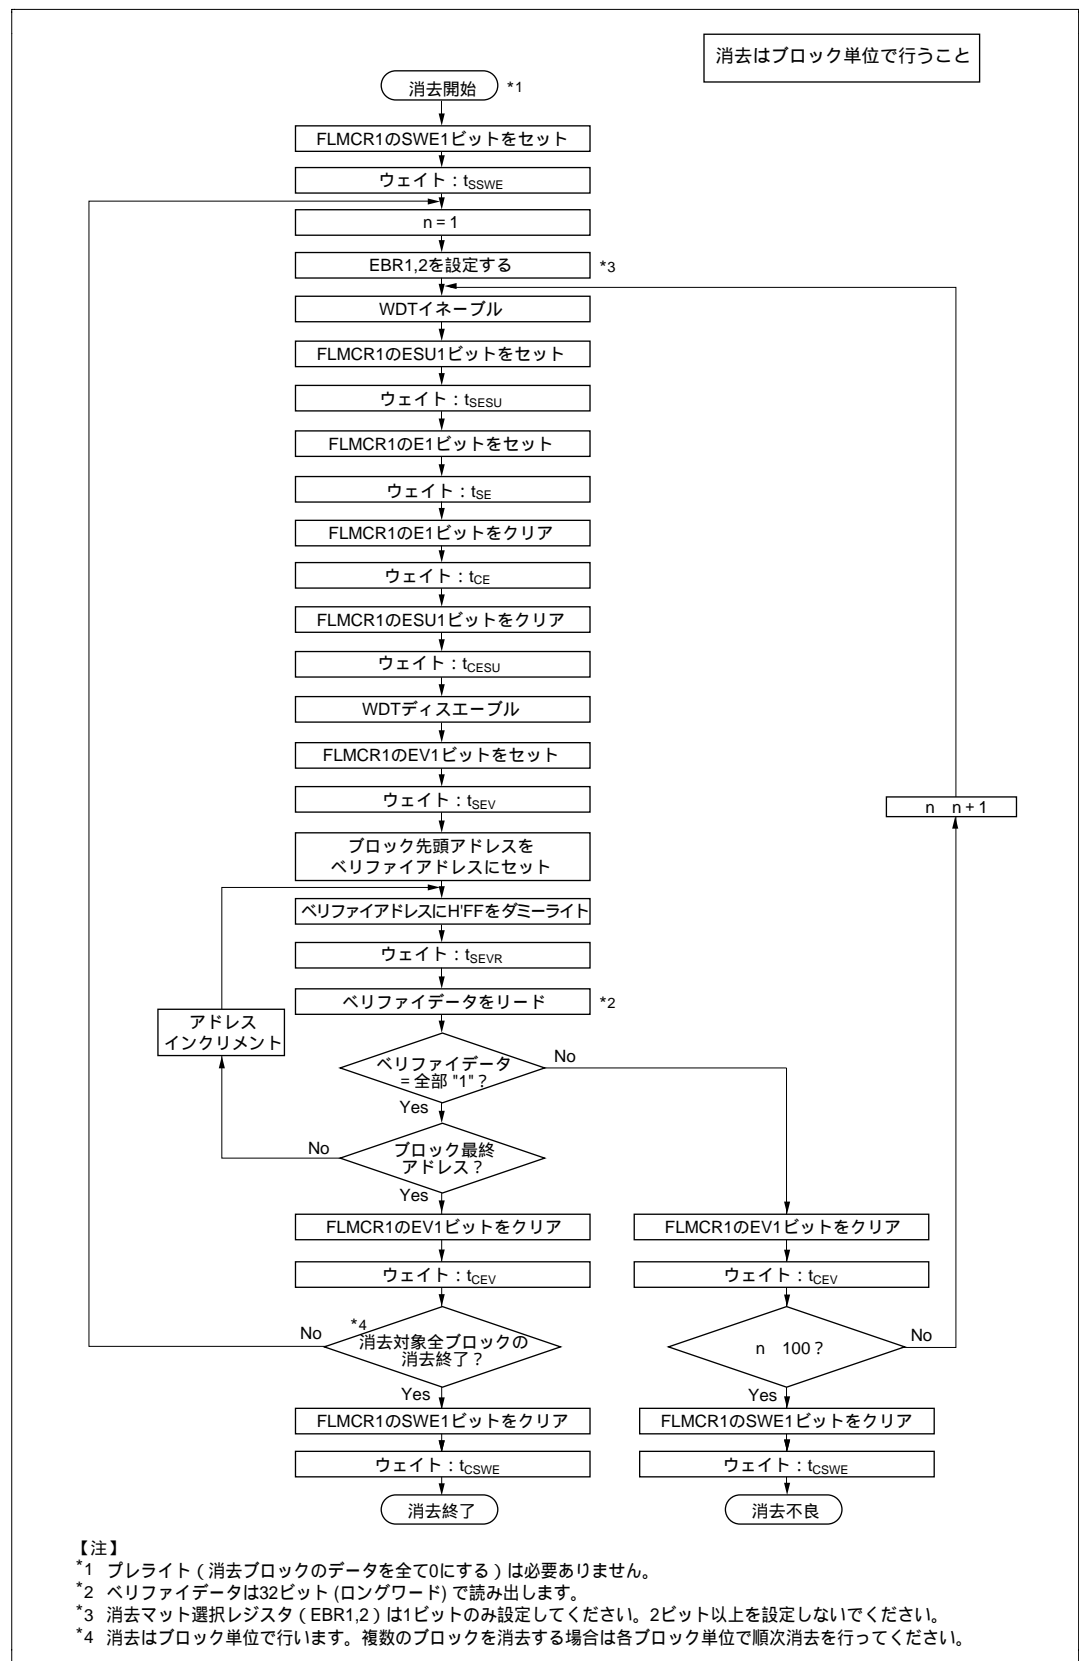 消去はブロック単位で行うこと
消去開始 *1
FLMCR1のSWE1ビットをセット
ウェイト：tSSWE
n = 1
EBR1,2を設定する *3
WDTイネーブル
FLMCR1のESU1ビットをセット
ウェイト：tSESU
FLMCR1のE1ビットをセット
ウェイト：tSE
FLMCR1のE1ビットをクリア
ウェイト：tCE
FLMCR1のESU1ビットをクリア
ウェイト：tCESU
WDTディスエーブル
FLMCR1のEV1ビットをセット
ウェイト：tSEV
n n + 1
ブロック先頭アドレスを
ベリファイアドレスにセット
ベリファイアドレスにH'FFをダミーライト
ウェイト：tSEVR
ベリファイデータをリード *2
アドレス
インクリメント
ベリファイデータ
= 全部 "1"？
No
Yes
ブロック最終
アドレス？
No
Yes
FLMCR1のEV1ビットをクリア
FLMCR1のEV1ビットをクリア
ウェイト：tCEV
ウェイト：tCEV
*4
消去対象全ブロックの
消去終了？
No
n 100？
No
Yes
Yes
FLMCR1のSWE1ビットをクリア
FLMCR1のSWE1ビットをクリア
ウェイト：tCSWE
ウェイト：tCSWE
消去終了
消去不良
【注】
*1 プレライト（消去ブロックのデータを全て0にする）は必要ありません。
*2 ベリファイデータは32ビット (ロングワード) で読み出します。
*3 消去マット選択レジスタ（EBR1,2）は1ビットのみ設定してください。2ビット以上を設定しないでください。
*4 消去はブロック単位で行います。複数のブロックを消去する場合は各ブロック単位で順次消去を行ってください。